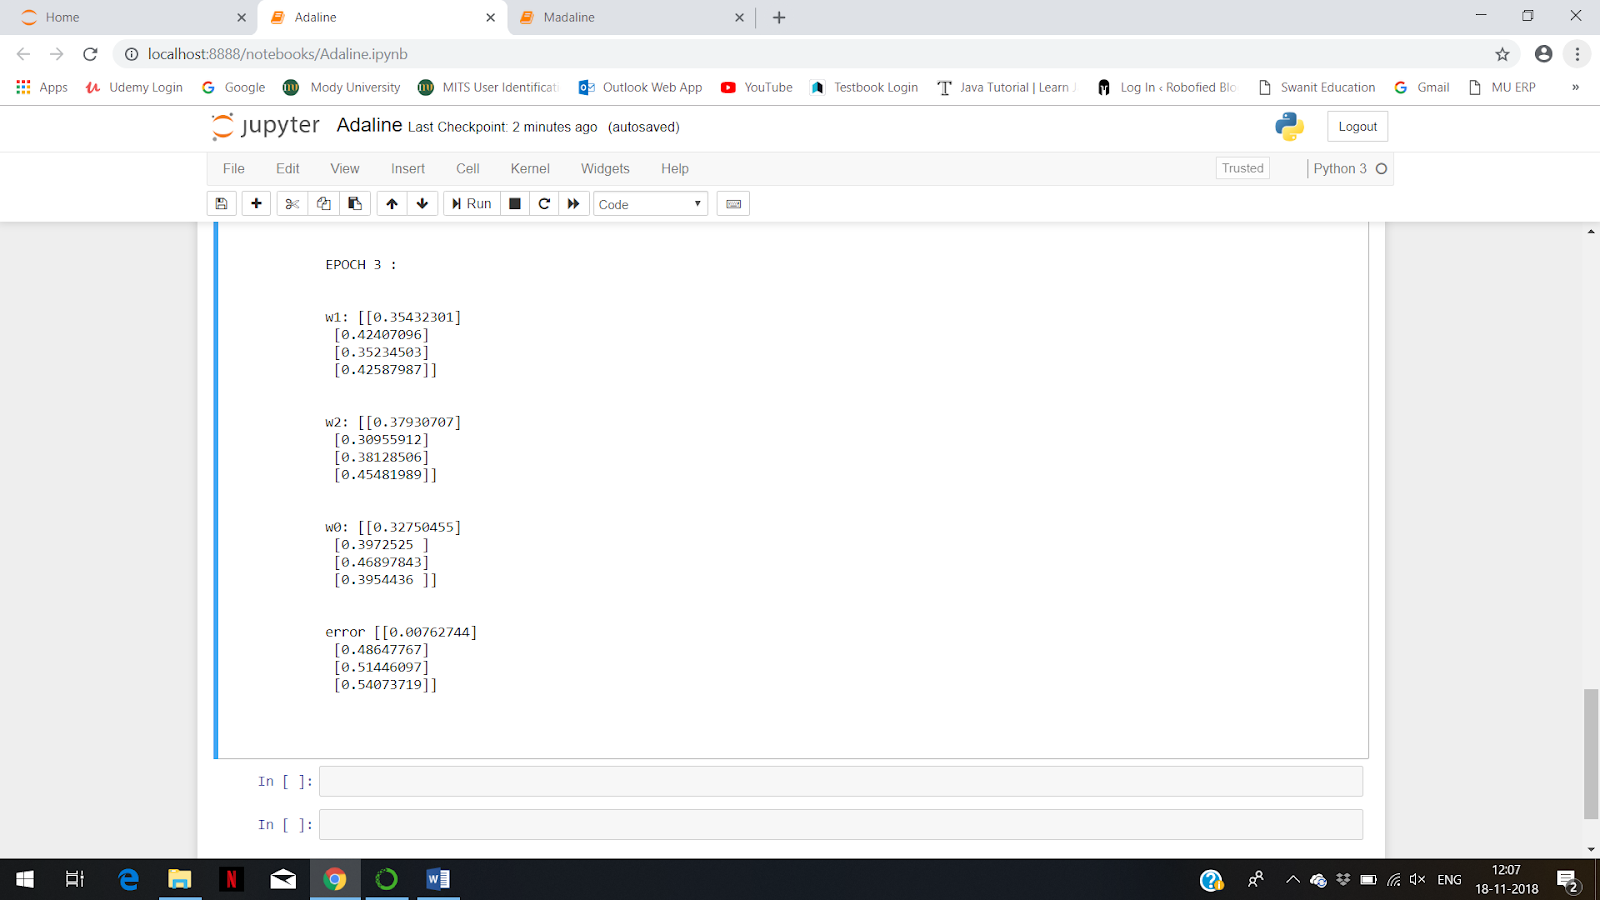 Home
Adaline
Madaline
localhost:8888/notebooks/Adaline.ipynb
Apps Udemy Login Google Mody University MITS User Identificati Outlook Web App YouTube Testbook Login Java Tutorial | Learn J Log In ‹ Robofied Blo Swanit Education Gmail MU ERP »
jupyter Adaline Last Checkpoint: 2 minutes ago (autosaved) Logout
File Edit View Insert Cell Kernel Widgets Help Trusted Python 3
Run Code
EPOCH 3 :
w1: [[0.35432301]
[0.42407096]
[0.35234503]
[0.42587987]]
w2: [[0.37930707]
[0.30955912]
[0.38128506]
[0.45481989]]
w0: [[0.32750455]
[0.3972525 ]
[0.46897843]
[0.3954436 ]]
error [[0.00762744]
[0.48647767]
[0.51446097]
[0.54073719]]
In [ ]:
In [ ]:
ENG
12:07
18-11-2018
2